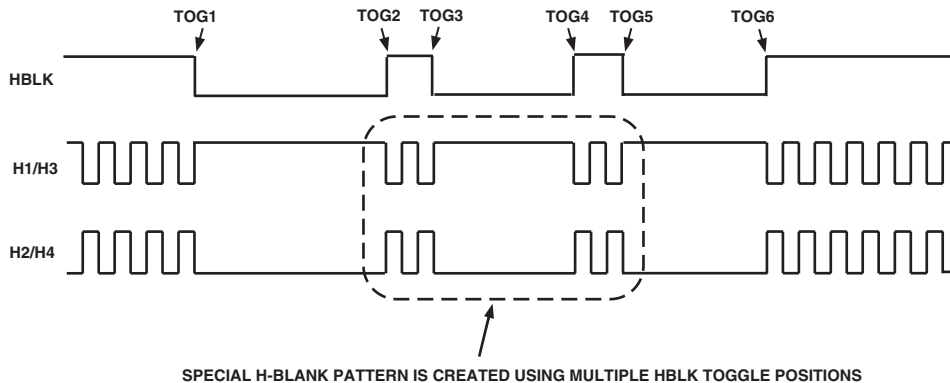 TOG1 TOG2 TOG3 TOG4 TOG5 TOG6
HBLK
H1/H3
H2/H4
SPECIAL H-BLANK PATTERN IS CREATED USING MULTIPLE HBLK TOGGLE POSITIONS